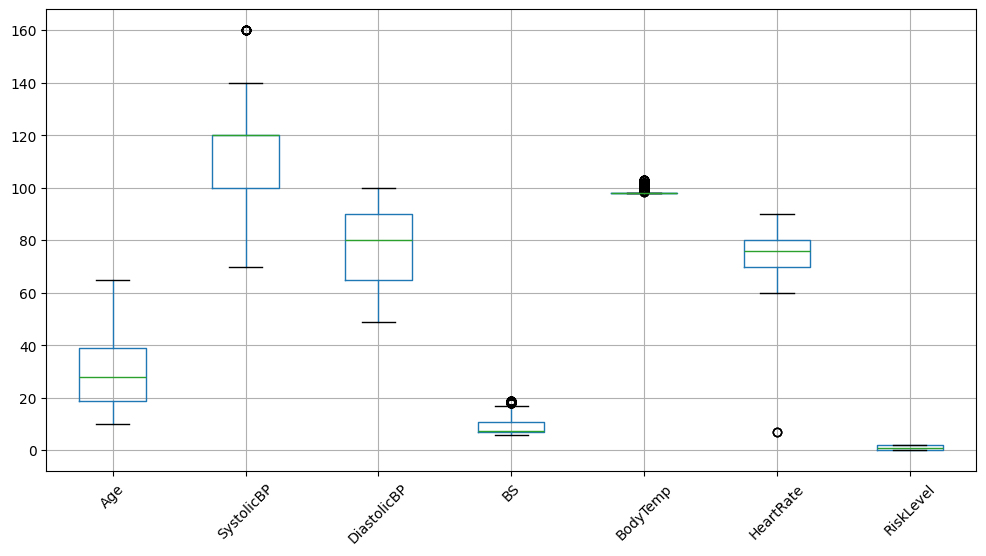 160
140
120
100
80
60
40
20
0
Age
SystolicBP
DiastolicBP
BS
BodyTemp
HeartRate
RiskLevel